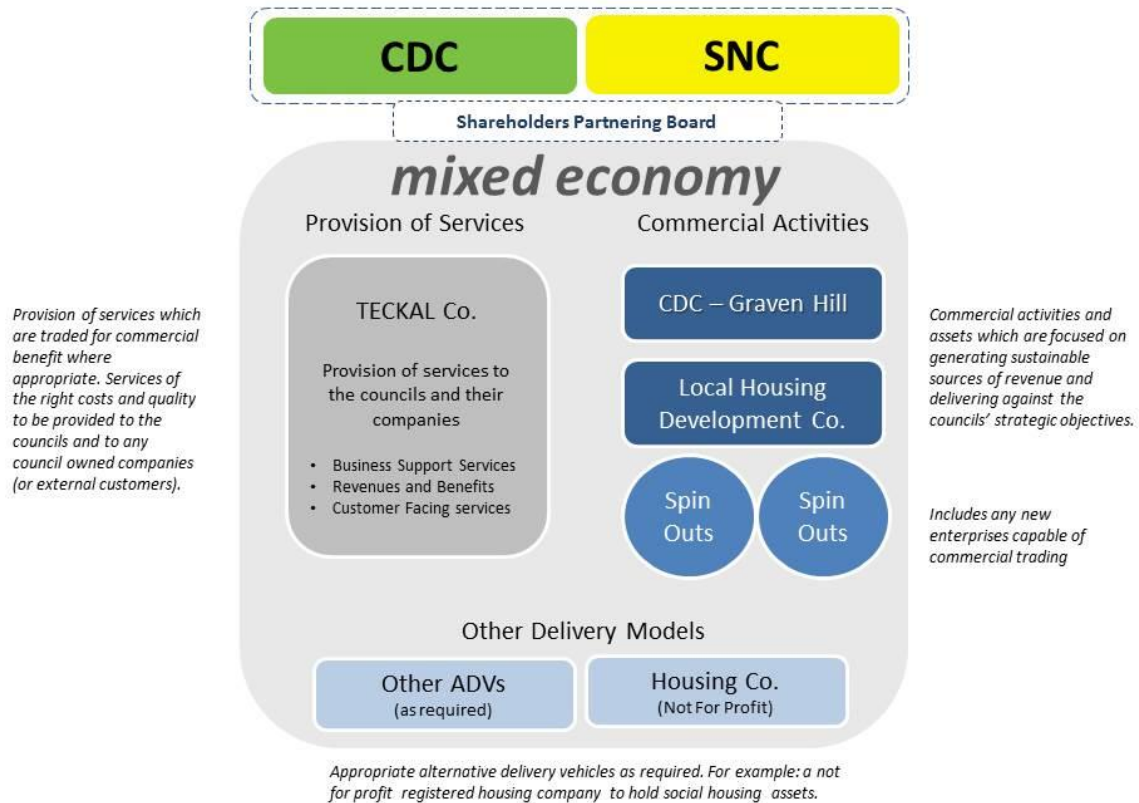 CDC
SNC
Shareholders Partnering Board
mixed economy
Provision of Services
Commercial Activities
Provision of services which
are traded for commercial
benefit where
appropriate. Services of
the right costs and quality
to be provided to the
councils and to any
council owned companies
(or external customers).
TECKAL Co.
Provision of services to
the councils and their
companies
• Business Support Services
• Revenues and Benefits
• Customer Facing services
CDC – Graven Hill
Local Housing
Development Co.
Spin
Outs
Spin
Outs
Commercial activities and
assets which are focused on
generating sustainable
sources of revenue and
delivering against the
councils' strategic objectives.
Includes any new
enterprises capable of
commercial trading
Other Delivery Models
Other ADVs
(as required)
Housing Co.
(Not For Profit)
Appropriate alternative delivery vehicles as required. For example: a not
for profit registered housing company to hold social housing assets.